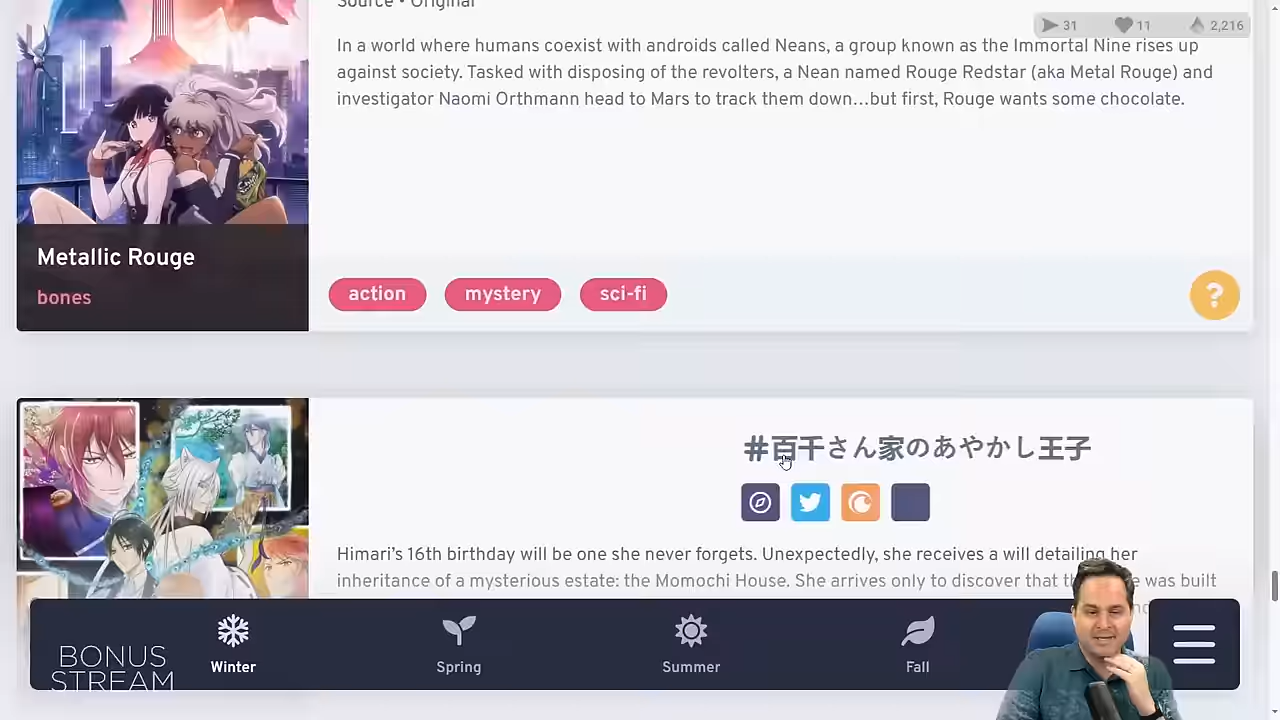 Source • Original
31 11 2,216
In a world where humans coexist with androids called Neans, a group known as the Immortal Nine rises up
against society. Tasked with disposing of the revolters, a Nean named Rouge Redstar (aka Metal Rouge) and
investigator Naomi Orthmann head to Mars to track them down…but first, Rouge wants some chocolate.
Metallic Rouge
bones
action mystery sci-fi
?
#百千さん家のあやかし王子
Himari’s 16th birthday will be one she never forgets. Unexpectedly, she receives a will detailing her
inheritance of a mysterious estate: the Momochi House. She arrives only to discover that was built
BONUS
STREAM
Winter Spring Summer Fall